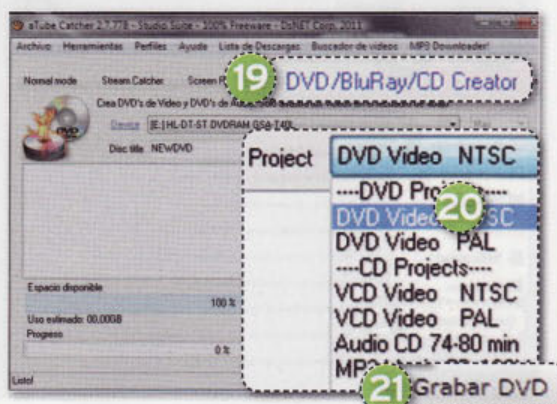 aTube Catcher 2.7.778 - Studio Suite - 100% Freeware - DsNET Corp. 2011
Archivo Herramientas Perfiles Ayuda Lista de Descargas Buscador de videos MP3 Downloader!
Normal mode Stream Catcher Screen
19 DVD/BluRay/CD Creator
Crea DVD's de Video y DVD's de
Device [E:] HL-DT-ST DVDRAM GSA-T40L Max
Disc title NEWDVD
DVD
Project DVD Video NTSC
----DVD ----
DVD Video 20 SC
DVD Video PAL
----CD Projects----
VCD Video NTSC
VCD Video PAL
Audio CD 74-80 min
Espacio disponible
100 %
Uso estimado: 00,00GB
Progreso
0 %
Listo!
21 Grabar DVD